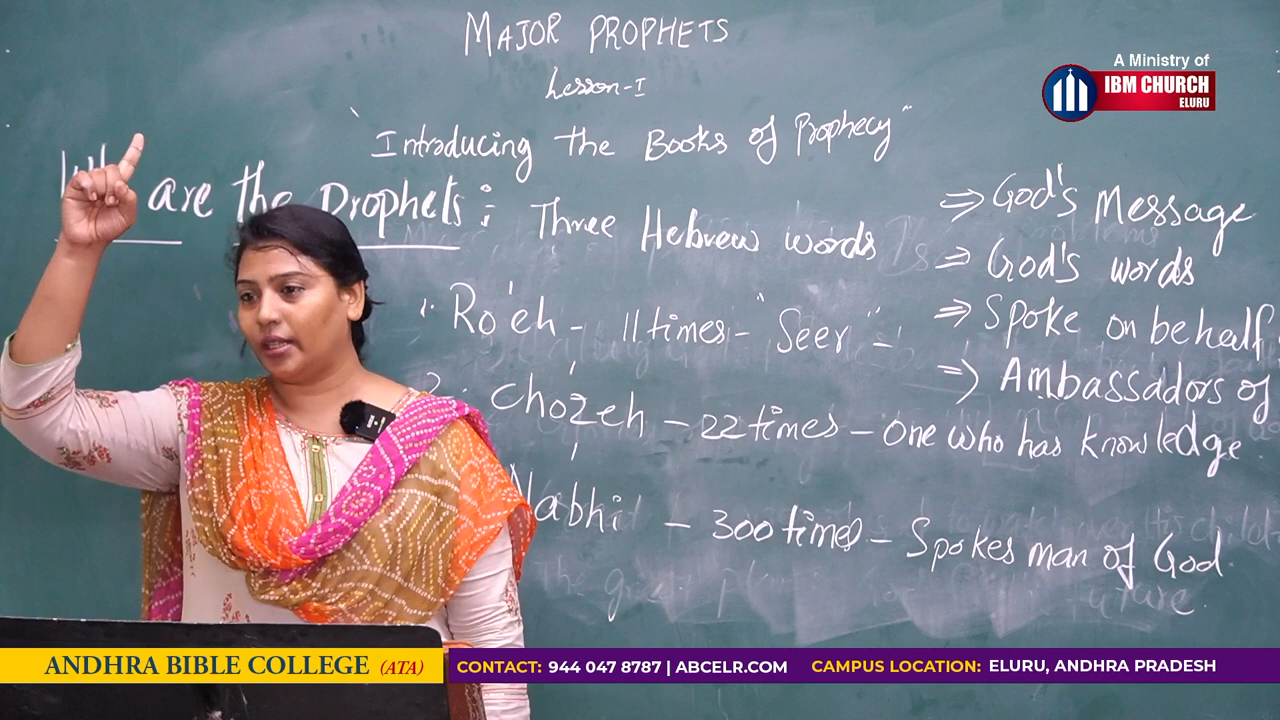 MAJOR PROPHETS
Lesson-I
"Introducing the Books of Prophecy"
are the Prophets: Three Hebrew words
⇒ God's Message
⇒ God's words
⇒ Spoke on behalf
⇒ Ambassadors of
1. Ro'eh - 11 times - "Seer" -
2. Chozeh - 22 times - one who has knowledge
Nabhi - 300 times - Spokes man of God
A Ministry of
IBM CHURCH
ELURU
ANDHRA BIBLE COLLEGE (ATA)
CONTACT: 944 047 8787 | ABCELR.COM CAMPUS LOCATION: ELURU, ANDHRA PRADESH